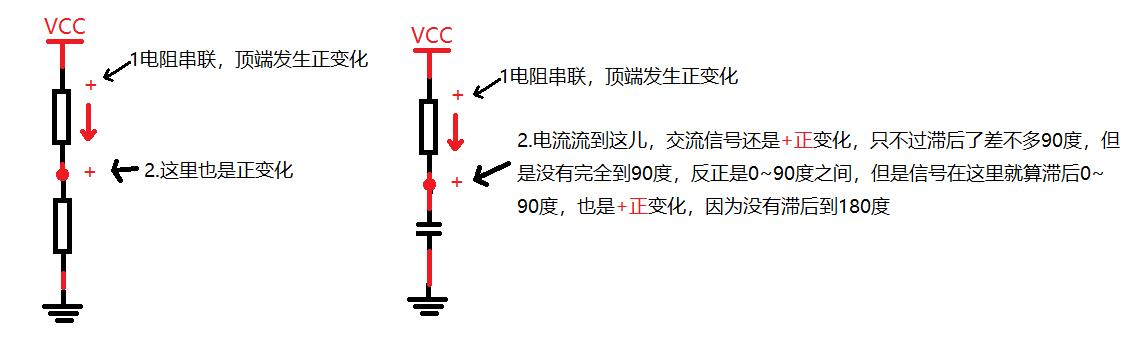 VCC
1电阻串联，顶端发生正变化
+
+
2.这里也是正变化
VCC
1电阻串联，顶端发生正变化
+
2.电流流到这儿，交流信号还是+正变化，只不过滞后了差不多90度，但
是没有完全到90度，反正是0~90度之间，但是信号在这里就算滞后0~
90度，也是+正变化，因为没有滞后到180度
+